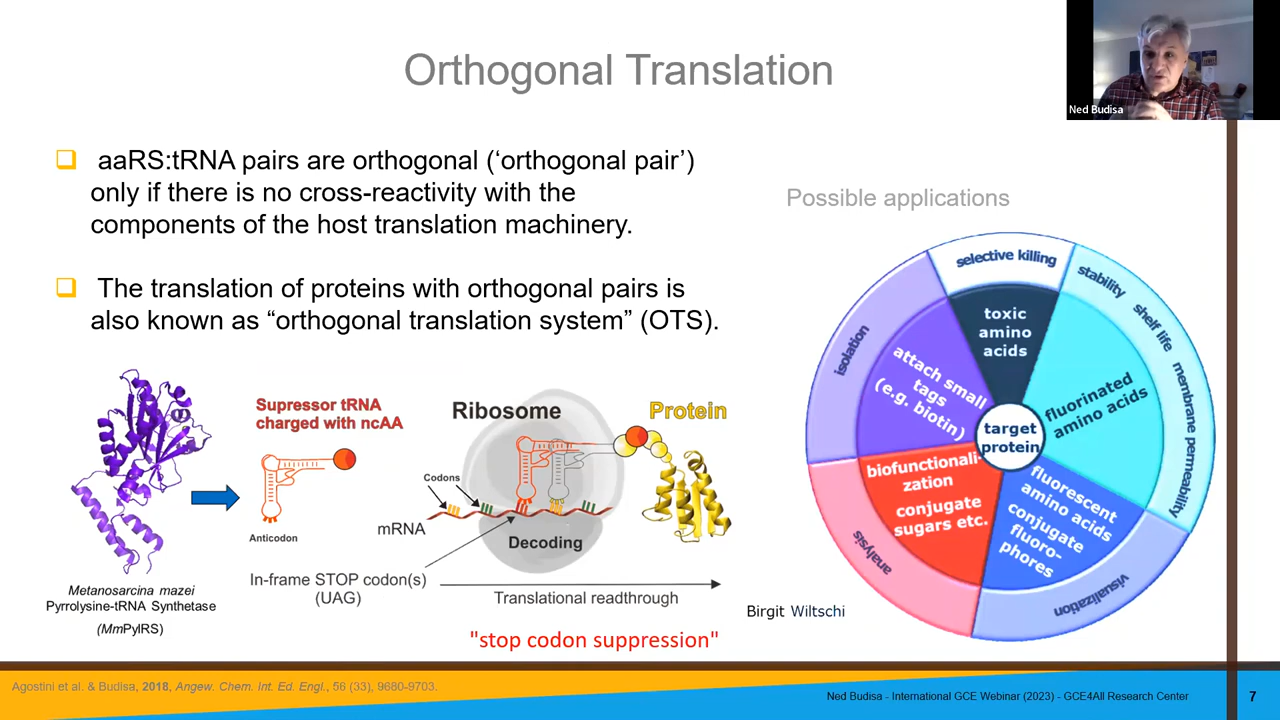 Orthogonal Translation
Ned Budisa
aaRS:tRNA pairs are orthogonal (‘orthogonal pair’)
only if there is no cross-reactivity with the
components of the host translation machinery.
The translation of proteins with orthogonal pairs is
also known as “orthogonal translation system” (OTS).
Metanosarcina mazei
Pyrrolysine-tRNA Synthetase
(MmPylRS)
Supressor tRNA
charged with ncAA
Anticodon
Ribosome
Protein
Codons
mRNA
Decoding
In-frame STOP codon(s)
(UAG)
Translational readthrough
"stop codon suppression"
Possible applications
selective killing
toxic
amino
acids
stability
shelf life
membrane permeability
fluorinated
amino acids
isolation
attach small
tags
(e.g. biotin)
target
protein
biofunctionali-
zation
conjugate
sugars etc.
analysis
fluorescent
amino acids
conjugate
fluoro-
phores
visualization
Birgit Wiltschi
Agostini et al. & Budisa, 2018, Angew. Chem. Int. Ed. Engl., 56 (33), 9680-9703.
Ned Budisa - International GCE Webinar (2023) - GCE4All Research Center
7